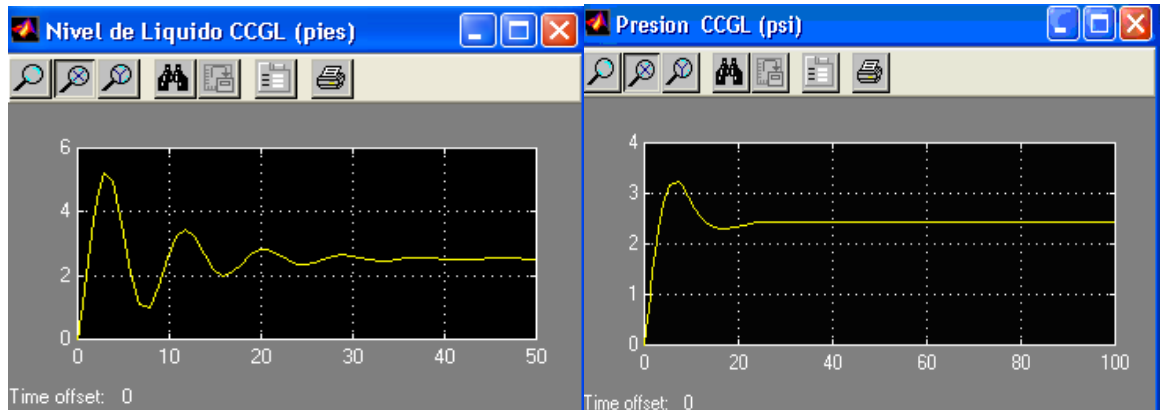 Nivel de Liquido CCGL (pies)
6
4
2
0
0 10 20 30 40 50
Time offset: 0
Presion CCGL (psi)
4
3
2
1
0
0 20 40 60 80 100
Time offset: 0